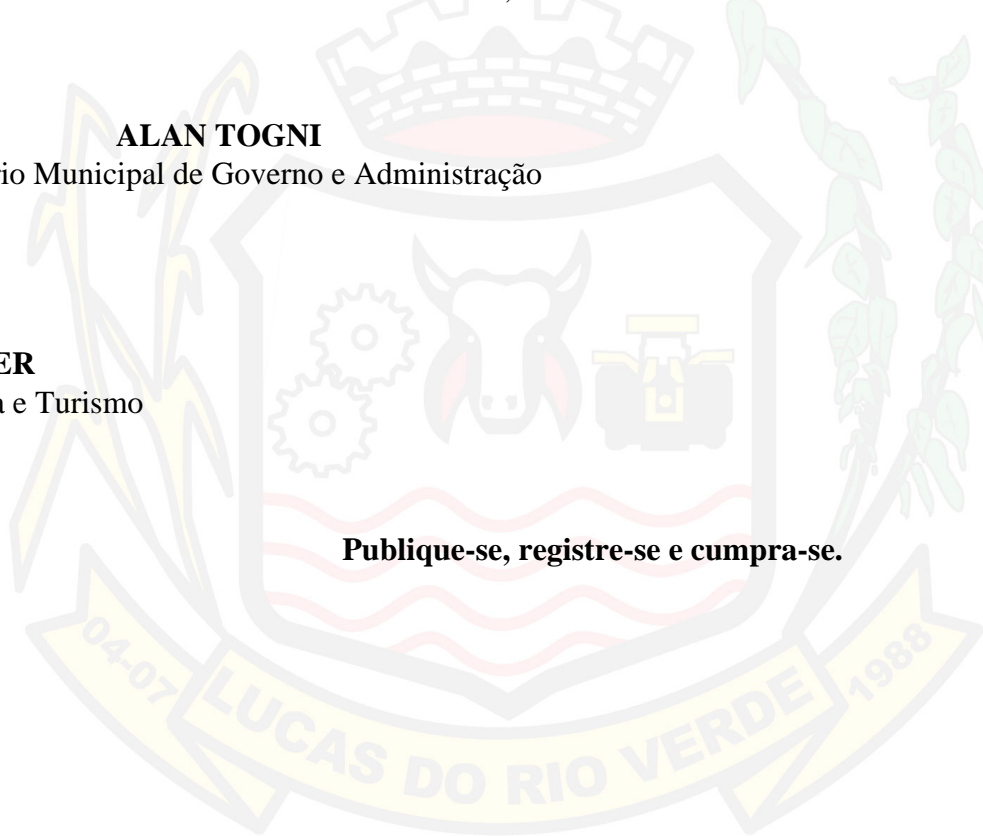 ALAN TOGNI
rio Municipal de Governo e Administração
ER
a e Turismo
Publique-se, registre-se e cumpra-se.
04-07
LUCAS DO RIO VERDE
1988